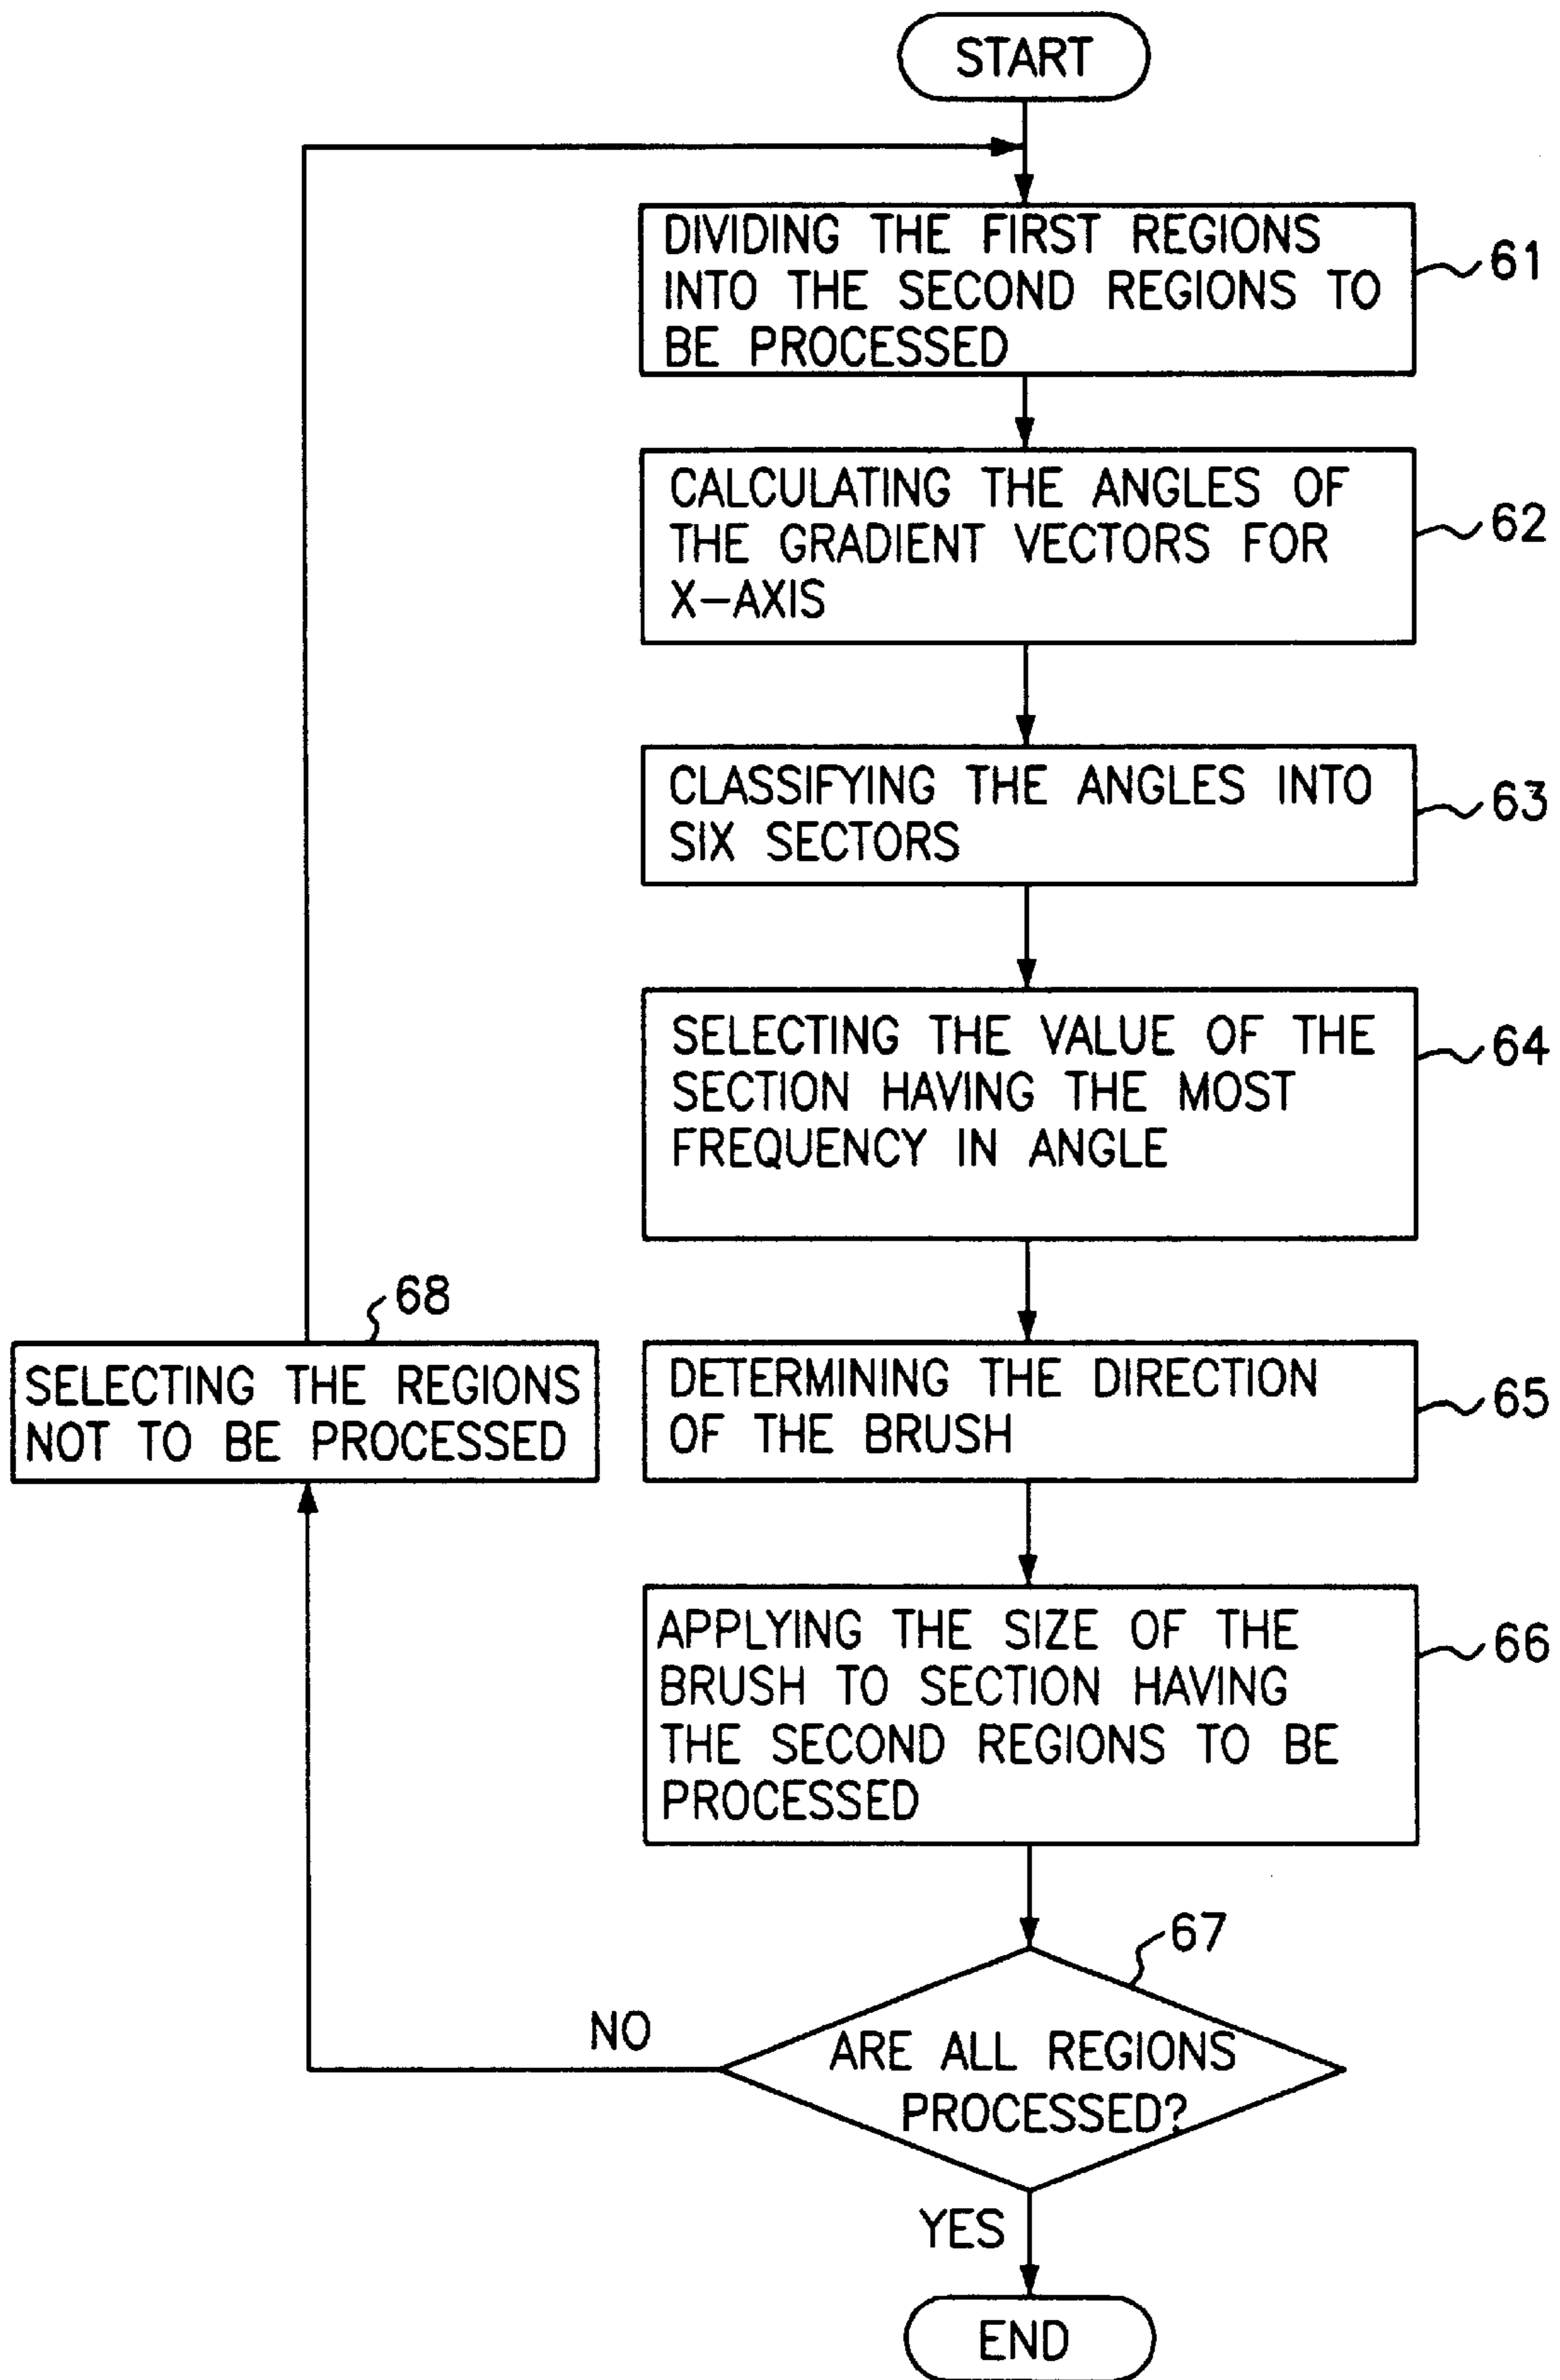 START
DIVIDING THE FIRST REGIONS
INTO THE SECOND REGIONS TO
BE PROCESSED
61
CALCULATING THE ANGLES OF
THE GRADIENT VECTORS FOR
X-AXIS
62
CLASSIFYING THE ANGLES INTO
SIX SECTORS
63
SELECTING THE VALUE OF THE
SECTION HAVING THE MOST
FREQUENCY IN ANGLE
64
68
SELECTING THE REGIONS
NOT TO BE PROCESSED
DETERMINING THE DIRECTION
OF THE BRUSH
65
APPLYING THE SIZE OF THE
BRUSH TO SECTION HAVING
THE SECOND REGIONS TO BE
PROCESSED
66
67
NO
ARE ALL REGIONS
PROCESSED?
YES
END